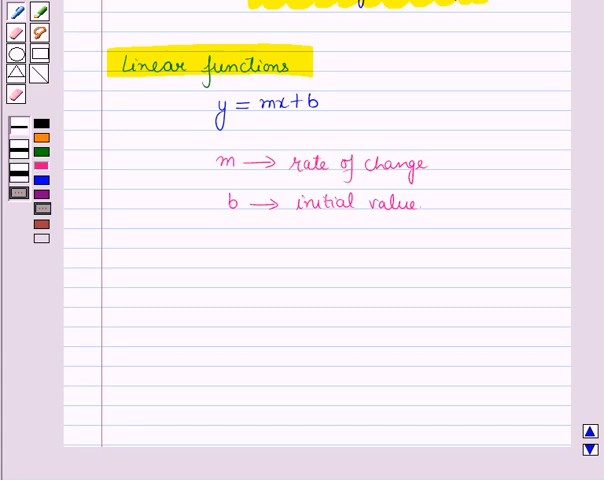 Linear functions
y = mx+b
m → rate of change
b → initial value.